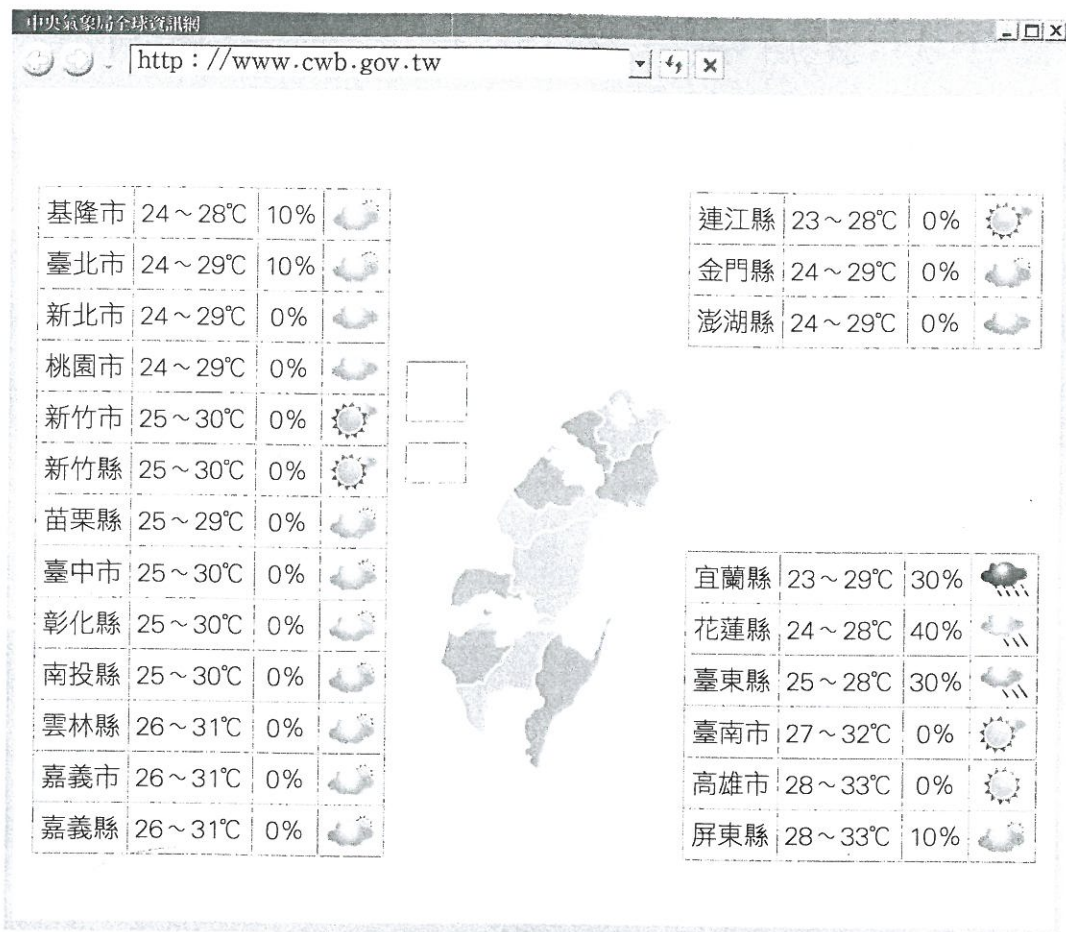 中央氣象局全球資訊網
http：//www.cwb.gov.tw
基隆市 24～28℃ 10%
臺北市 24～29℃ 10%
新北市 24～29℃ 0%
桃園市 24～29℃ 0%
新竹市 25～30℃ 0%
新竹縣 25～30℃ 0%
苗栗縣 25～29℃ 0%
臺中市 25～30℃ 0%
彰化縣 25～30℃ 0%
南投縣 25～30℃ 0%
雲林縣 26～31℃ 0%
嘉義市 26～31℃ 0%
嘉義縣 26～31℃ 0%
連江縣 23～28℃ 0%
金門縣 24～29℃ 0%
澎湖縣 24～29℃ 0%
宜蘭縣 23～29℃ 30%
花蓮縣 24～28℃ 40%
臺東縣 25～28℃ 30%
臺南市 27～32℃ 0%
高雄市 28～33℃ 0%
屏東縣 28～33℃ 10%